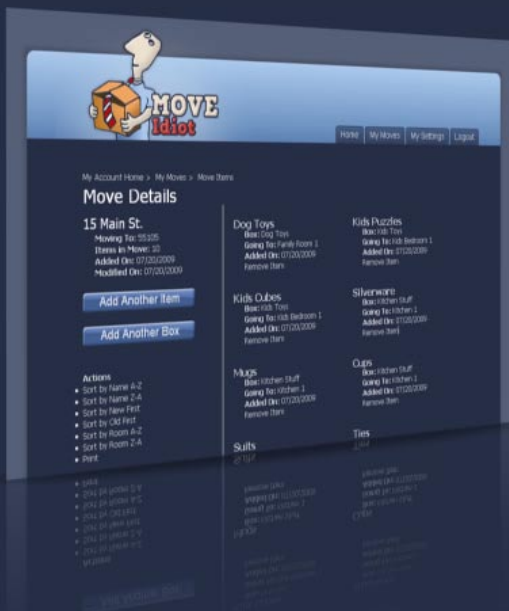 MOVE
Idiot
Home
My Moves
My Settings
Logout
My Account Home > My Moves > Move Items
Move Details
15 Main St.
Moving To: 55105
Items in Move: 10
Added On: 07/20/2009
Modified On: 07/20/2009
Add Another Item
Add Another Box
Actions
Sort by Name A-Z
Sort by Name Z-A
Sort by New First
Sort by Old First
Sort by Room A-Z
Sort by Room Z-A
Print
Dog Toys
Box: Dog Toys
Going To: Family Room 1
Added On: 07/20/2009
Remove Item
Kids Cubes
Box: Kids Toys
Going To: Kids Bedroom 1
Added On: 07/20/2009
Remove Item
Mugs
Box: Kitchen Stuff
Going To: Kitchen 1
Added On: 07/20/2009
Remove Item
Suits
Kids Puzzles
Box: Kids Toys
Going To: Kids Bedroom 1
Added On: 07/20/2009
Remove Item
Silverware
Box: Kitchen Stuff
Going To: Kitchen 1
Added On: 07/20/2009
Remove Item
Cups
Box: Kitchen Stuff
Going To: Kitchen 1
Added On: 07/20/2009
Remove Item
Ties